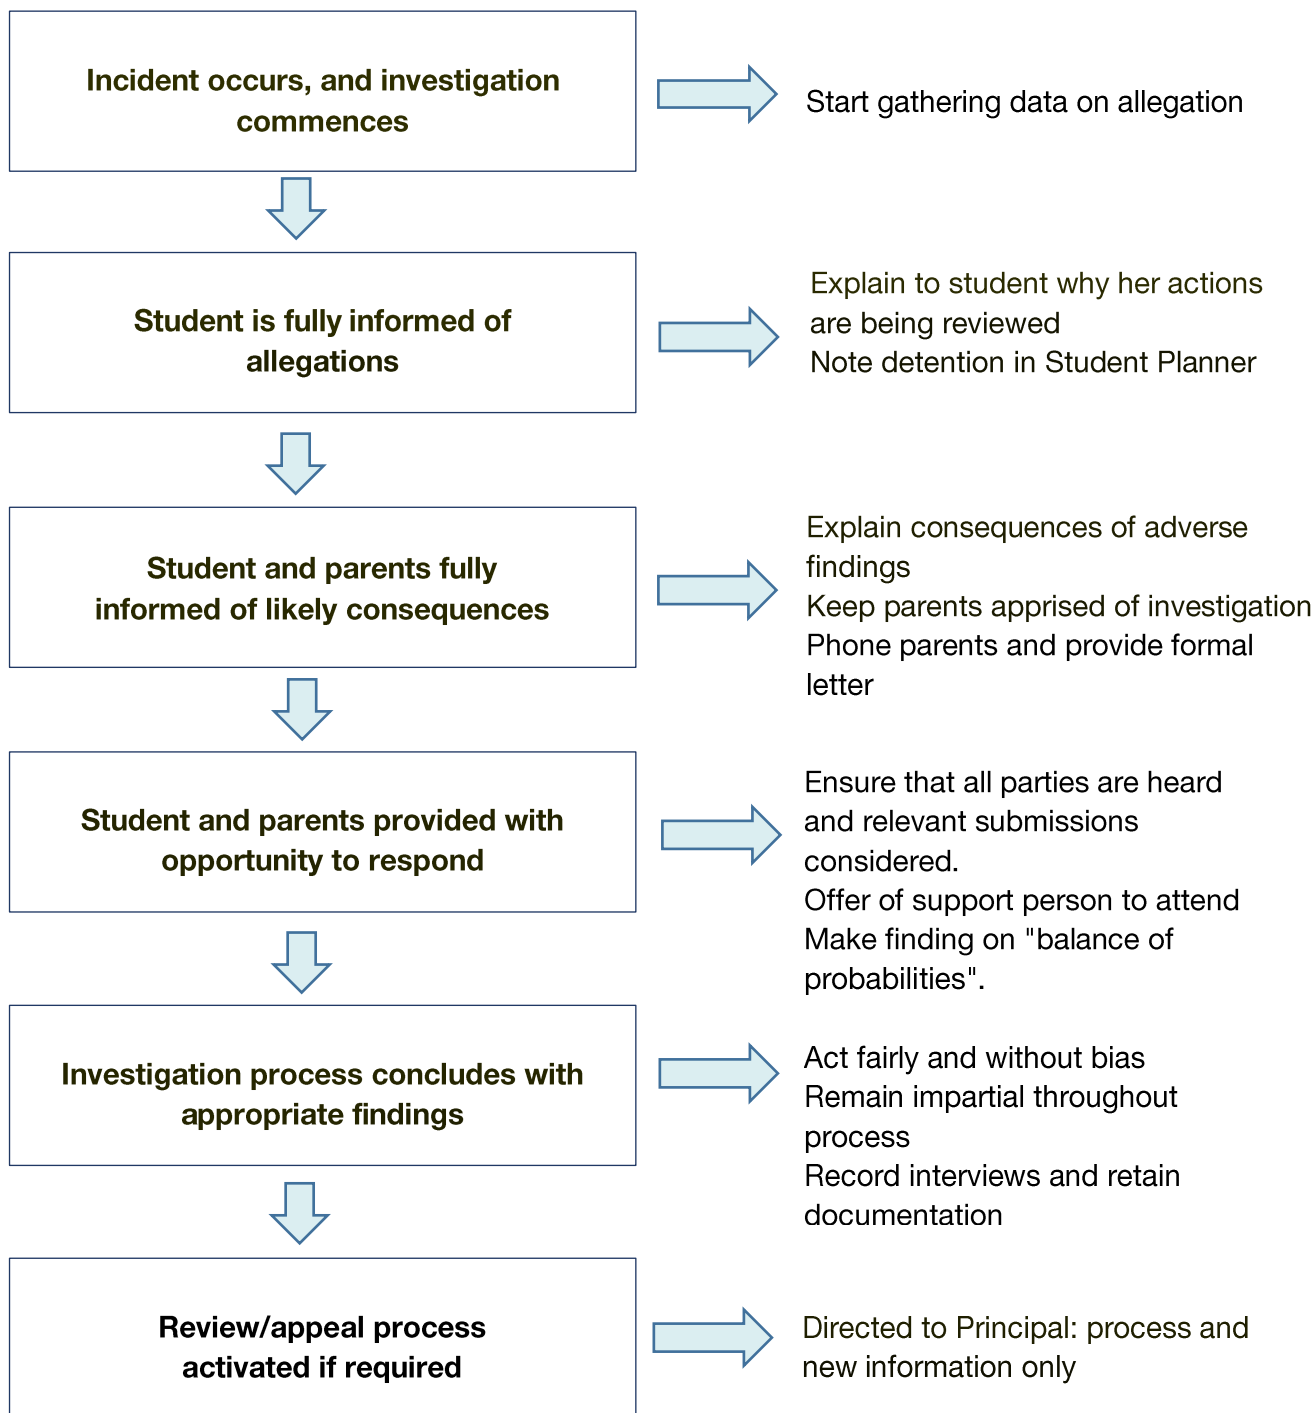 Incident occurs, and investigation
commences
Start gathering data on allegation
Student is fully informed of
allegations
Explain to student why her actions
are being reviewed
Note detention in Student Planner
Student and parents fully
informed of likely consequences
Explain consequences of adverse
findings
Keep parents apprised of investigation
Phone parents and provide formal
letter
Student and parents provided with
opportunity to respond
Ensure that all parties are heard
and relevant submissions
considered.
Offer of support person to attend
Make finding on "balance of
probabilities".
Investigation process concludes with
appropriate findings
Act fairly and without bias
Remain impartial throughout
process
Record interviews and retain
documentation
Review/appeal process
activated if required
Directed to Principal: process and
new information only